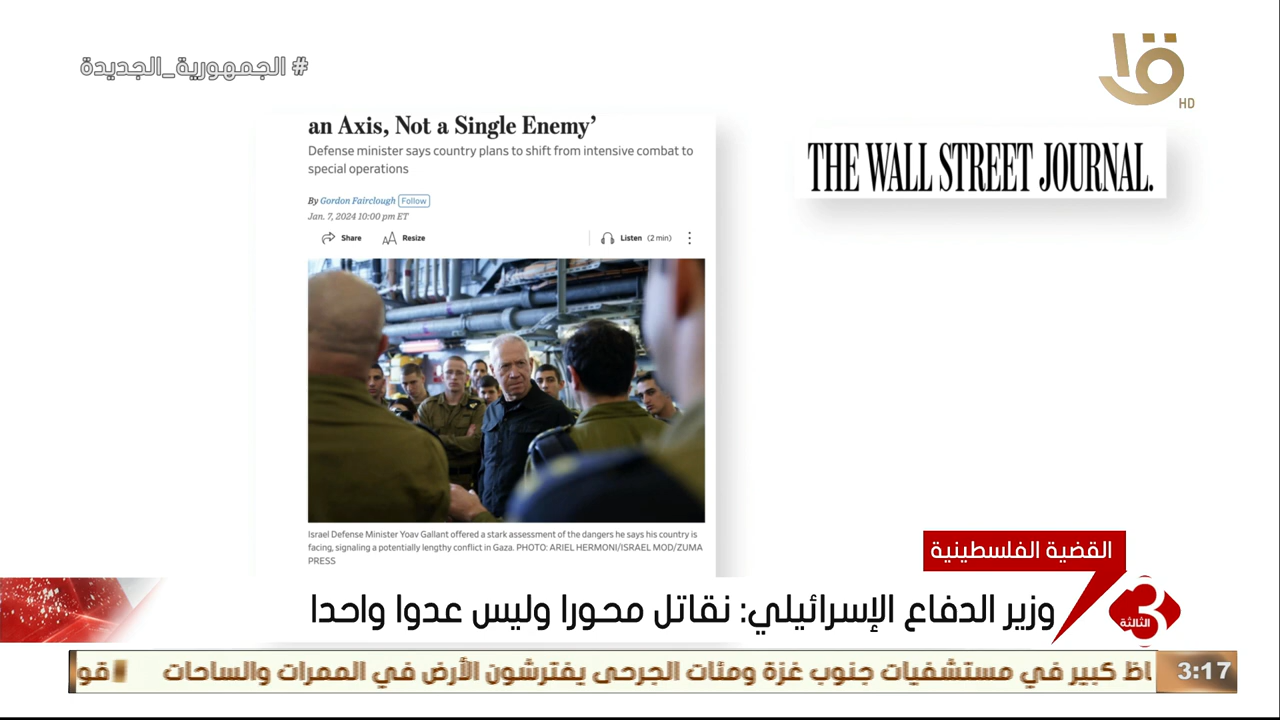 # الجمهورية_الجديدة
HD
an Axis, Not a Single Enemy’
Defense minister says country plans to shift from intensive combat to
special operations
By Gordon Fairclough Follow
Jan. 7, 2024 10:00 pm ET
Share Resize Listen (2 min)
Israel Defense Minister Yoav Gallant offered a stark assessment of the dangers he says his country is
facing, signaling a potentially lengthy conflict in Gaza. PHOTO: ARIEL HERMONI/ISRAEL MOD/ZUMA
PRESS
THE WALL STREET JOURNAL.
القضية الفلسطينية
3 الثالثة
وزير الدفاع الإسرائيلي: نقاتل محورا وليس عدوا واحدا
كبير في مستشفيات جنوب غزة ومئات الجرحى يفترشون الأرض في الممرات والساحات
3:17